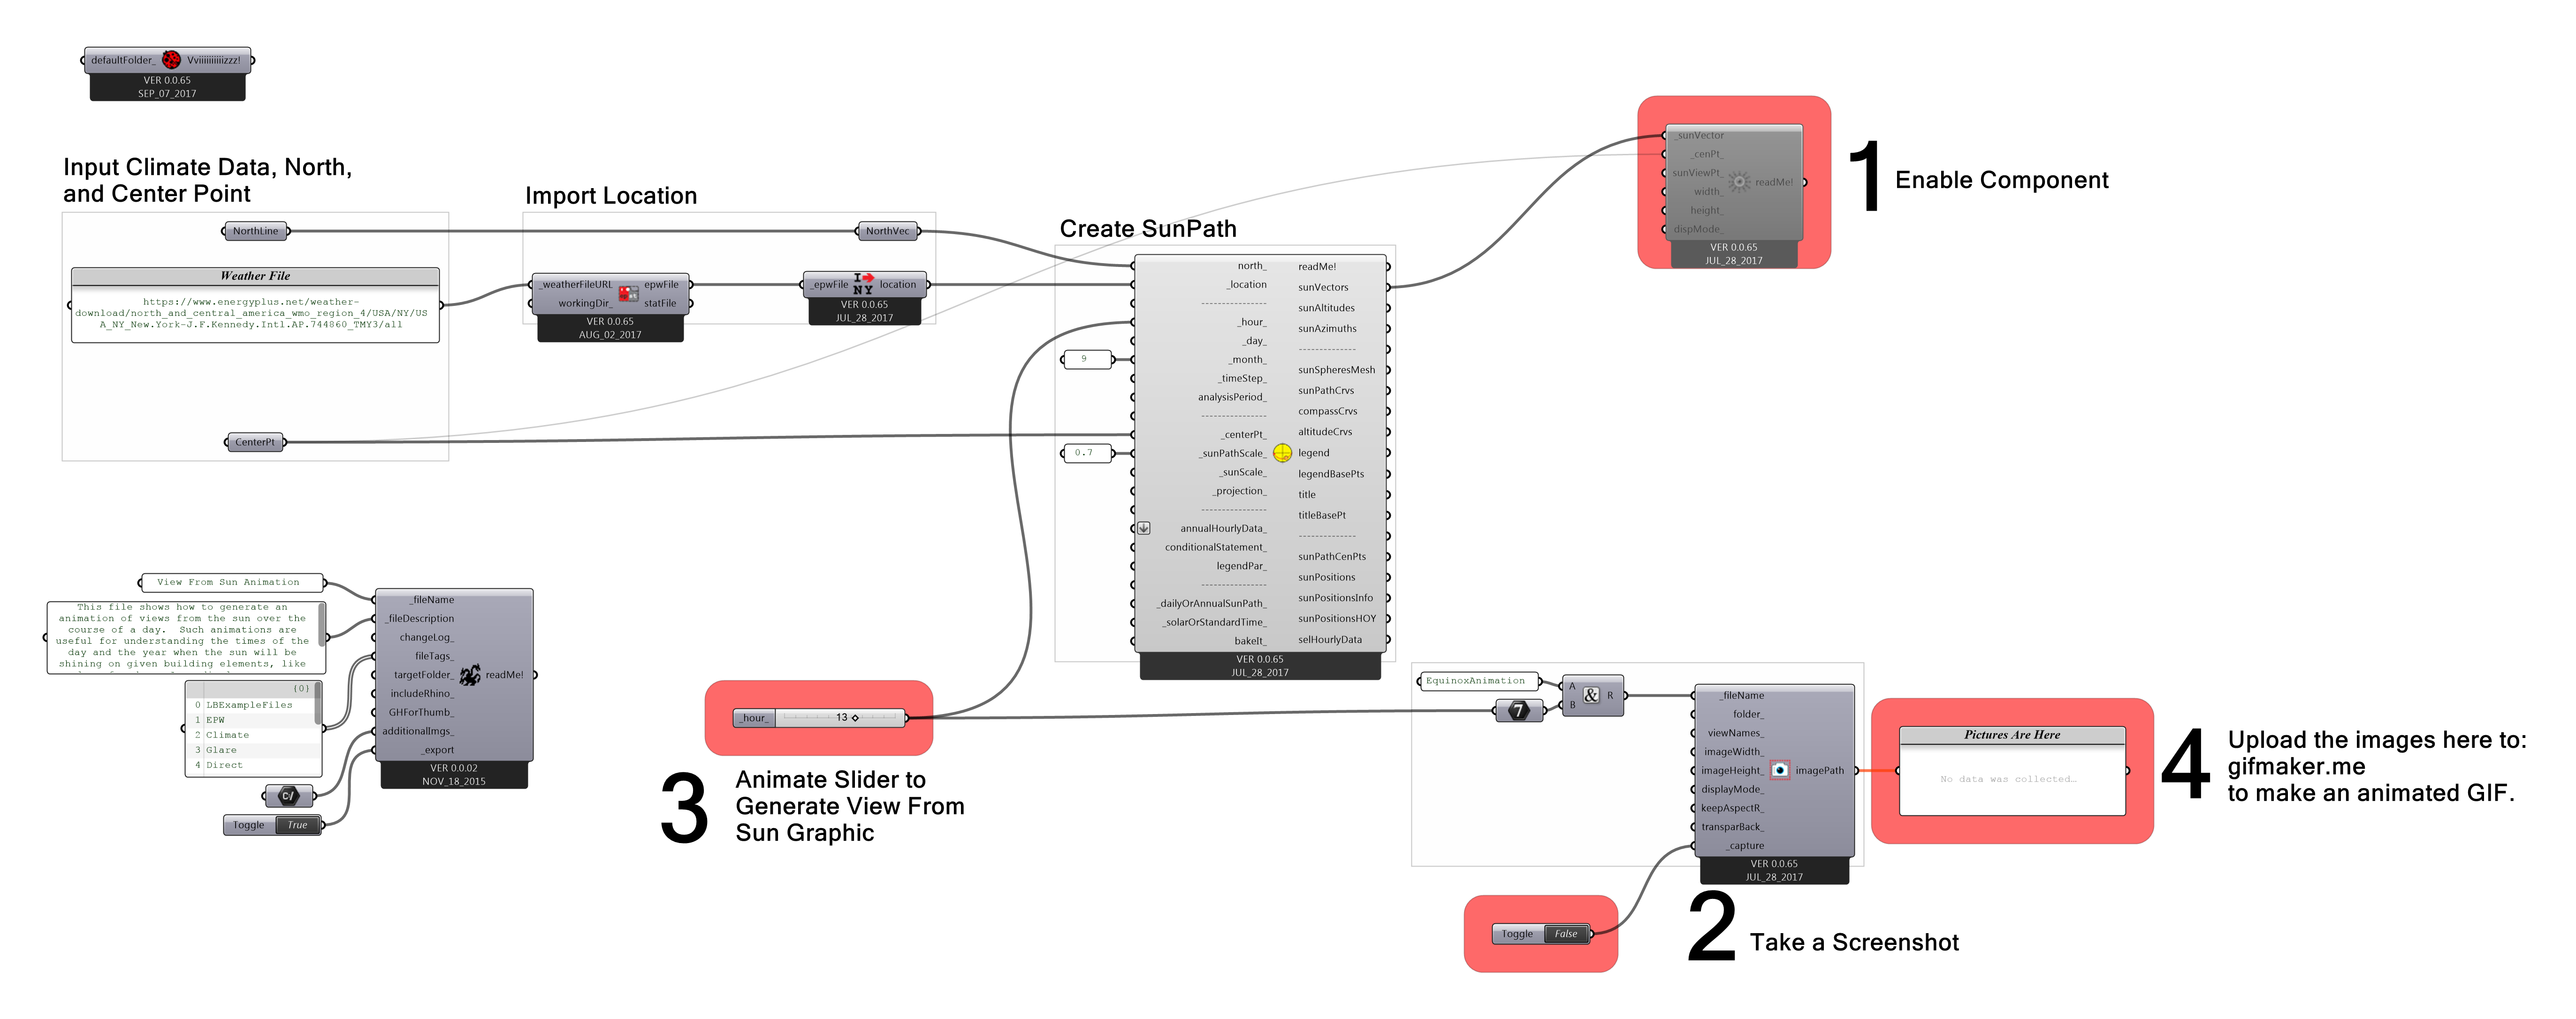 defaultFolder_ Vviiiiiiiiiizzz!
VER 0.0.65
SEP_07_2017
Input Climate Data, North,
and Center Point
NorthLine
Weather File
https://www.energyplus.net/weather-
download/north_and_central_america_wmo_region_4/USA/NY/US
A_NY_New.York-J.F.Kennedy.Intl.AP.744860_TMY3/all
CenterPt
Import Location
NorthVec
_weatherFileURL epwFile
workingDir_ statFile
VER 0.0.65
AUG_02_2017
_epwFile I NY location
VER 0.0.65
JUL_28_2017
Create SunPath
9
0.7
north_ readMe!
_location sunVectors
---------------- sunAltitudes
_hour_ sunAzimuths
_day_ --------------
_month_ sunSpheresMesh
_timeStep_ sunPathCrvs
analysisPeriod_ compassCrvs
---------------- altitudeCrvs
_centerPt_ legend
_sunPathScale_ legendBasePts
_sunScale_ title
_projection_ titleBasePt
---------------- --------------
annualHourlyData_ sunPathCenPts
conditionalStatement_ sunPositions
legendPar_ sunPositionsInfo
---------------- sunPositionsHOY
_dailyOrAnnualSunPath_ selHourlyData
_solarOrStandardTime_
bakeIt_
VER 0.0.65
JUL_28_2017
_sunVector
_cenPt_
sunViewPt_
width_ readMe!
height_
dispMode_
VER 0.0.65
JUL_28_2017
1 Enable Component
View From Sun Animation
This file shows how to generate an
animation of views from the sun over the
course of a day. Such animations are
useful for understanding the times of the
day and the year when the sun will be
shining on given building elements, like
{0}
0 LBExampleFiles
1 EPW
2 Climate
3 Glare
4 Direct
C:/
Toggle True
_fileName
_fileDescription
changeLog_
fileTags_
targetFolder_ readMe!
includeRhino_
GHForThumb_
additionalImgs_
_export
VER 0.0.02
NOV_18_2015
_hour_ 13
3 Animate Slider to
Generate View From
Sun Graphic
EquinoxAnimation
7
A & R
B
_fileName
folder_
viewNames_
imageWidth_
imageHeight_ imagePath
displayMode_
keepAspectR_
transparBack_
_capture
VER 0.0.65
JUL_28_2017
Toggle False
2 Take a Screenshot
Pictures Are Here
No data was collected…
4 Upload the images here to:
gifmaker.me
to make an animated GIF.